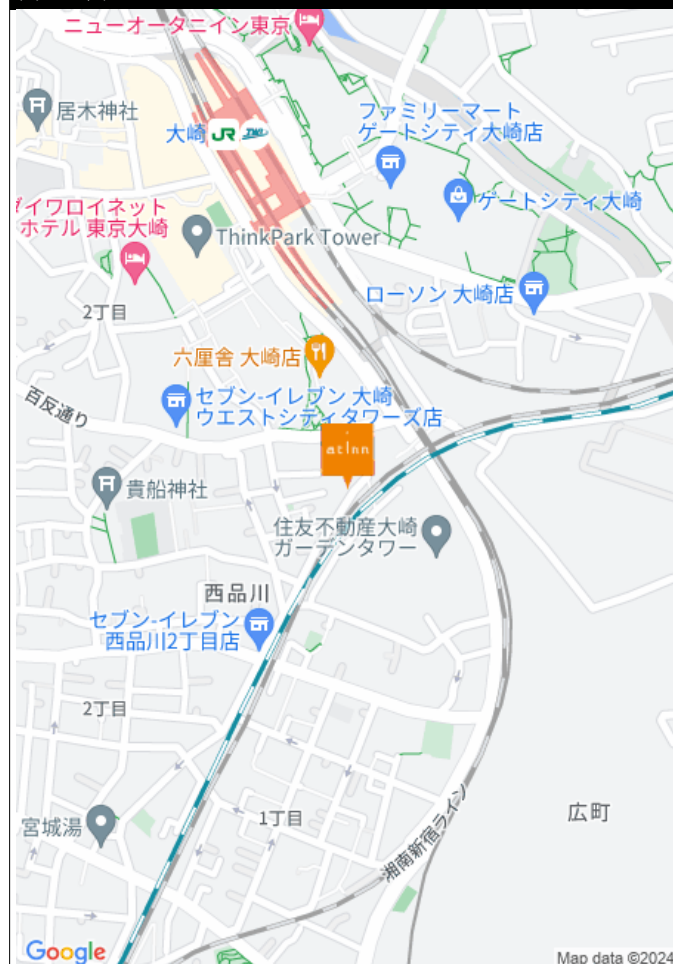 ニューオータニイン東京
居木神社
大崎 JR TWR
ファミリーマート
ゲートシティ大崎店
ゲートシティ大崎
ダイワロイネット
ホテル 東京大崎
ThinkPark Tower
ローソン 大崎店
2丁目
六厘舎 大崎店
セブン-イレブン 大崎
ウエストシティタワーズ店
百反通り
at inn
貴船神社
住友不動産大崎
ガーデンタワー
西品川
セブン-イレブン
西品川2丁目店
2丁目
1丁目
広町
宮城湯
湘南新宿ライン
Google
Map data ©2024